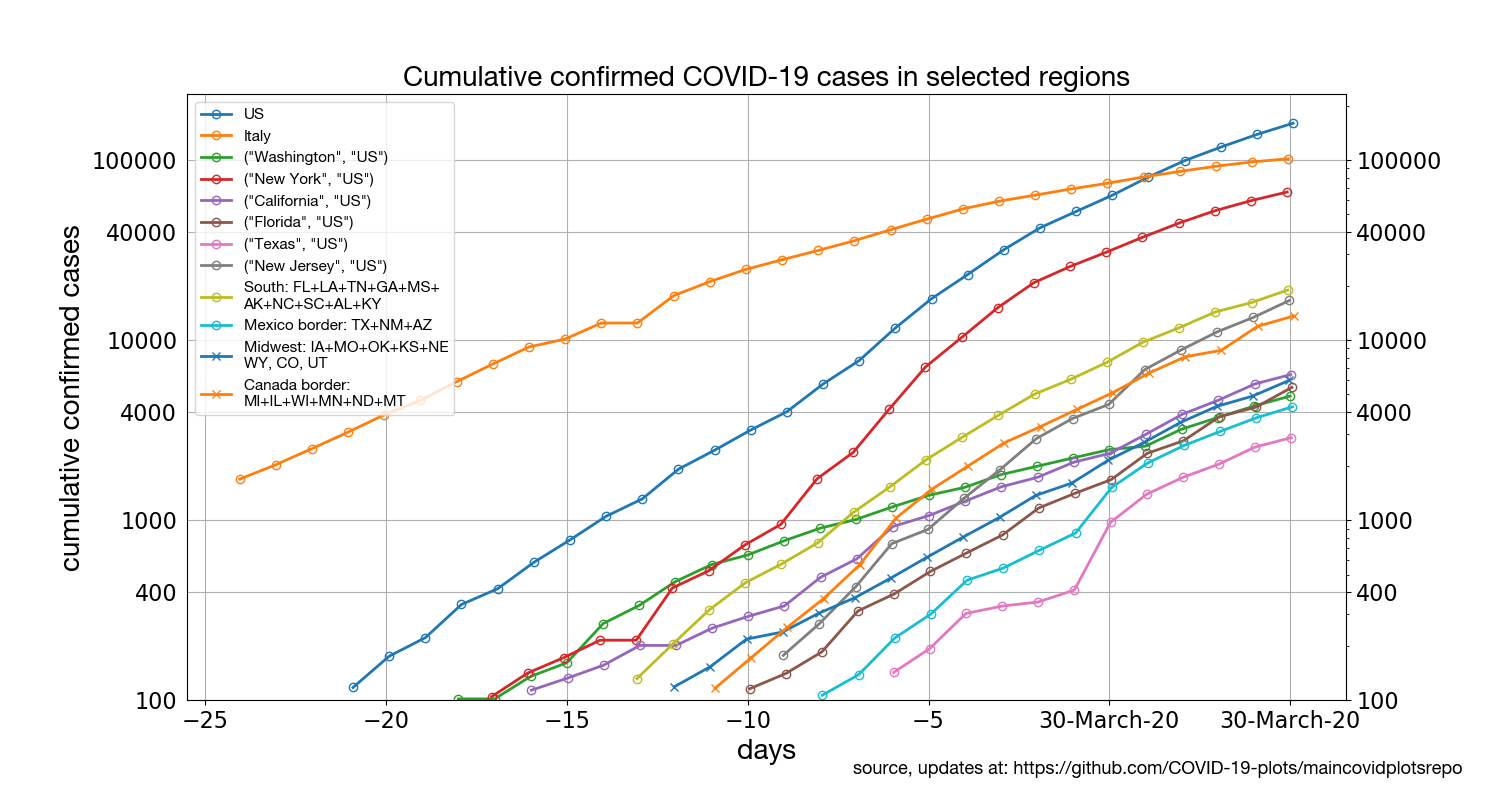 Cumulative confirmed COVID-19 cases in selected regions
US
Italy
("Washington", "US")
("New York", "US")
("California", "US")
("Florida", "US")
("Texas", "US")
("New Jersey", "US")
South: FL+LA+TN+GA+MS+
AK+NC+SC+AL+KY
Mexico border: TX+NM+AZ
Midwest: IA+MO+OK+KS+NE
WY, CO, UT
Canada border:
MI+IL+WI+MN+ND+MT
cumulative confirmed cases
100000
40000
10000
4000
1000
400
100
100000
40000
10000
4000
1000
400
100
−25 −20 −15 −10 −5 30-March-20 30-March-20
days
source, updates at: https://github.com/COVID-19-plots/maincovidplotsrepo